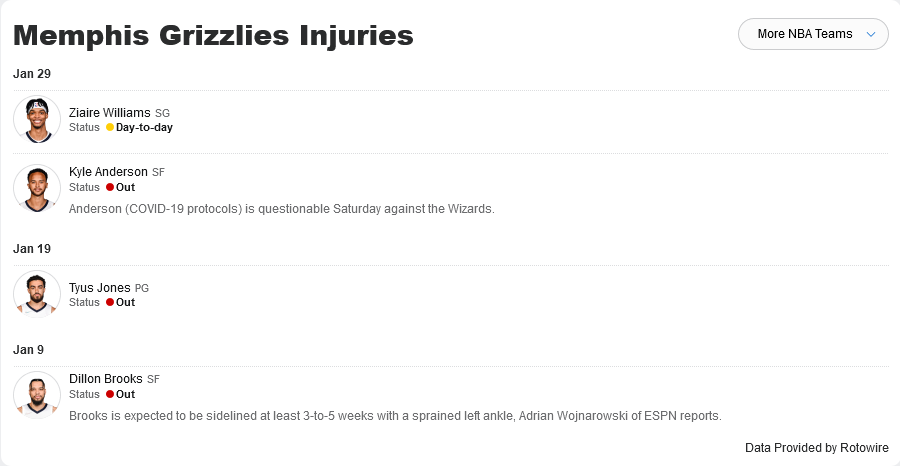 Memphis Grizzlies Injuries
More NBA Teams
Jan 29
Ziaire Williams SG
Status Day-to-day
Kyle Anderson SF
Status Out
Anderson (COVID-19 protocols) is questionable Saturday against the Wizards.
Jan 19
Tyus Jones PG
Status Out
Jan 9
Dillon Brooks SF
Status Out
Brooks is expected to be sidelined at least 3-to-5 weeks with a sprained left ankle, Adrian Wojnarowski of ESPN reports.
Data Provided by Rotowire